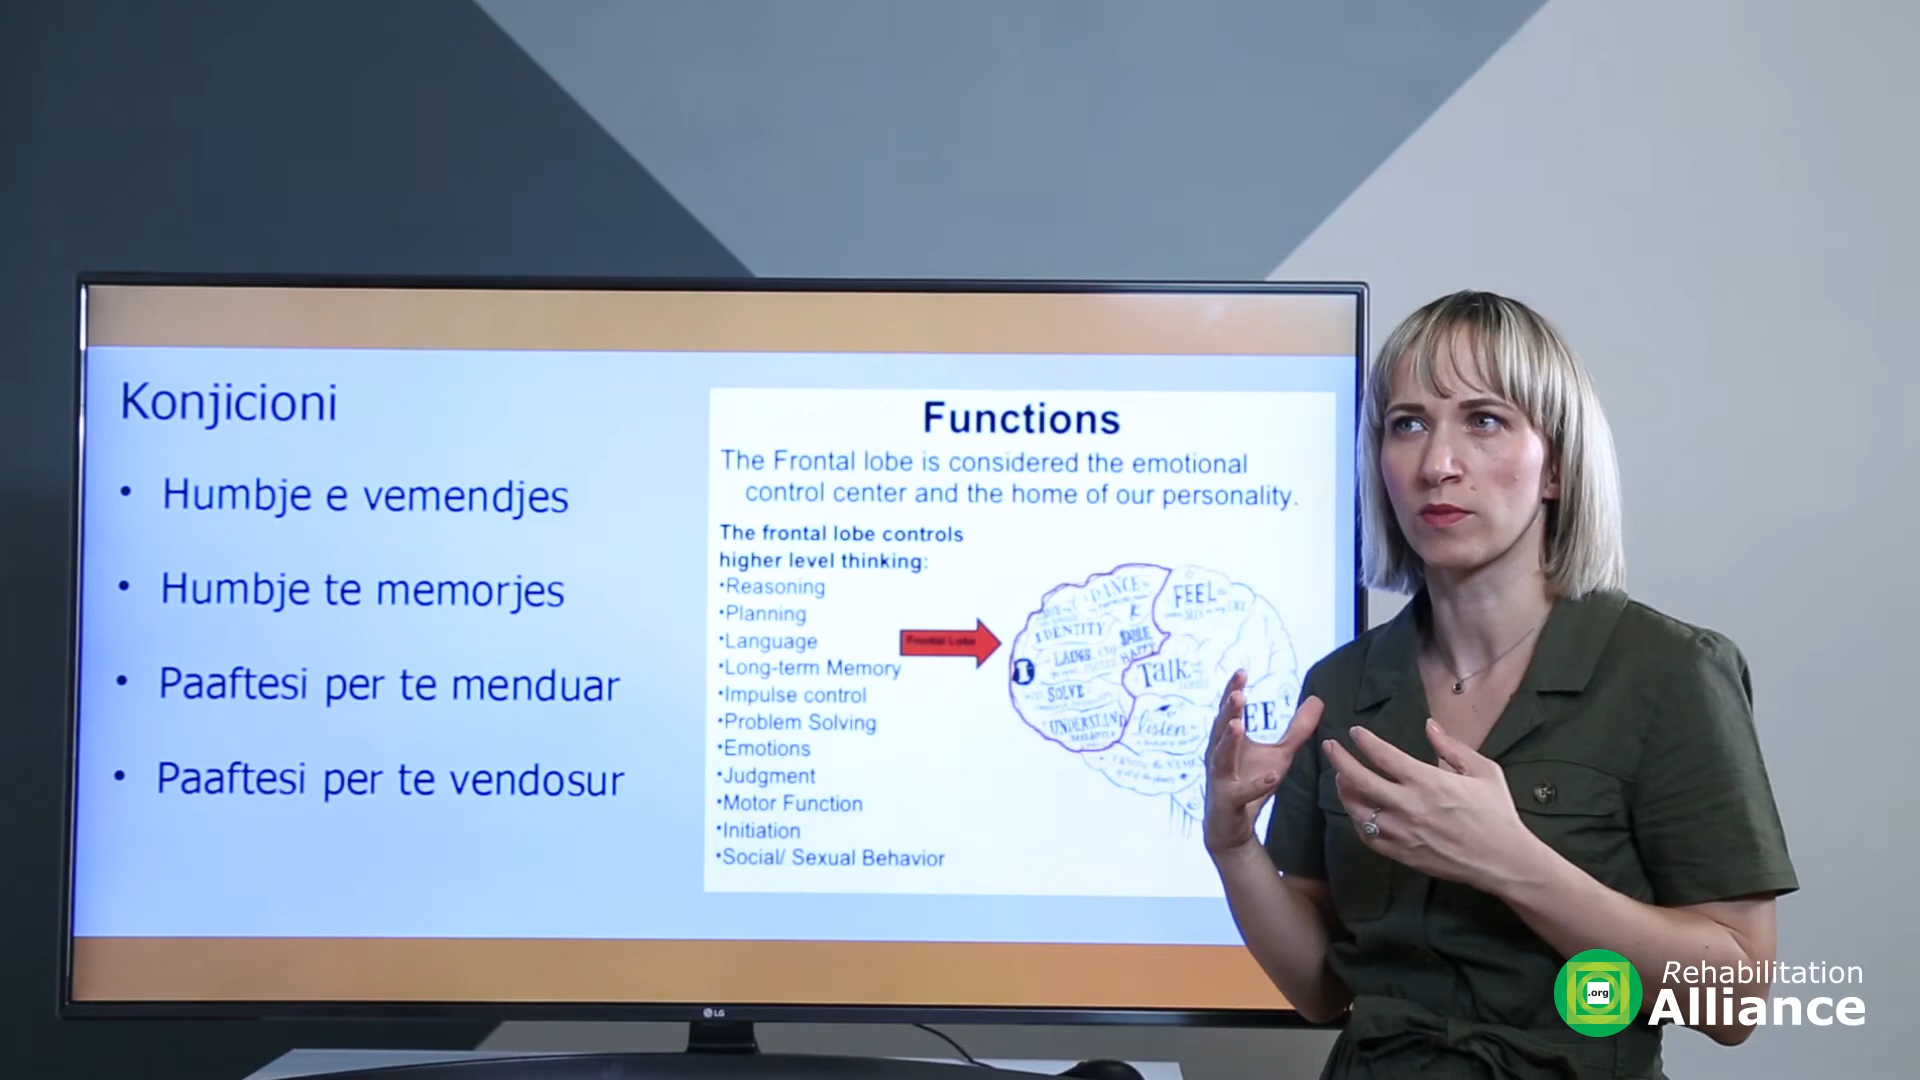 Konjicioni
• Humbje e vemendjes
• Humbje te memorjes
• Paaftesi per te menduar
• Paaftesi per te vendosur
Functions
The Frontal lobe is considered the emotional
control center and the home of our personality.
The frontal lobe controls
higher level thinking:
•Reasoning
•Planning
•Language
•Long-term Memory
•Impulse control
•Problem Solving
•Emotions
•Judgment
•Motor Function
•Initiation
•Social/ Sexual Behavior
Frontal Lobe
DANCE
IDENTITY
SOLVE
UNDERSTAND
FEEL
Talk
listen
LG
.org
Rehabilitation
Alliance